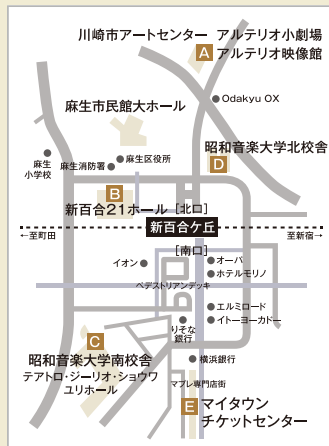 川崎市アートセンター アルテリオ小劇場
A アルテリオ映像館
Odakyu OX
麻生市民館大ホール
昭和音楽大学北校舎
D
麻生
小学校
麻生消防署
麻生区役所
B
新百合21ホール
[北口]
←至町田
新百合ケ丘
至新宿→
[南口]
イオン
オーパ
ホテルモリノ
ペデストリアンデッキ
エルミロード
イトーヨーカドー
りそな
銀行
C
昭和音楽大学南校舎
テアトロ・ジーリオ・ショウワ
ユリホール
横浜銀行
マプレ専門店街
E マイタウン
チケットセンター